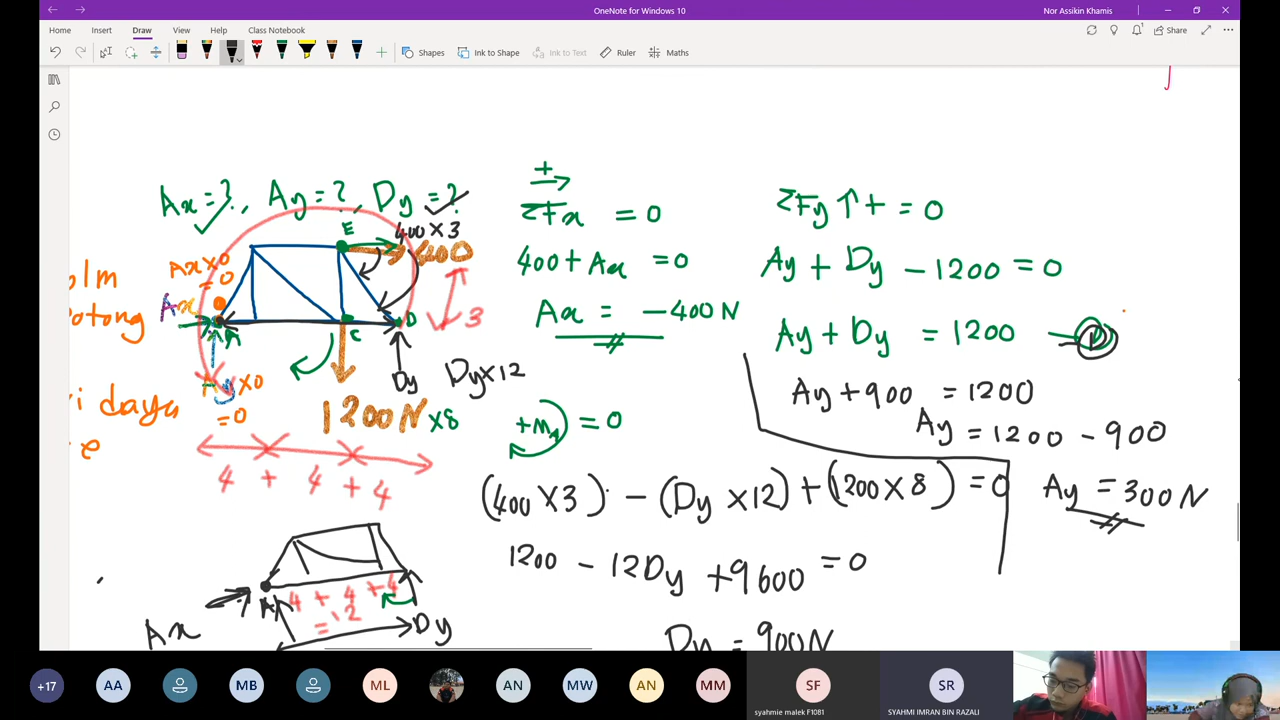 OneNote for Windows 10
Nor Assikin Khamis
Home Insert Draw View Help Class Notebook
Share
Shapes Ink to Shape Ink to Text Ruler Maths
Ax = ?, Ay = ?, Dy = ?
E
400 × 3
400
Ax×0
= 0
Ax
A
C
D
3
Ay×0
= 0
Dy
Dy×12
1200N ×8
4 + 4 + 4
olm
otong
i daya
e
+
ΣFx = 0
400 + Ax = 0
Ax = -400 N
ΣFy ↑ + = 0
Ay + Dy - 1200 = 0
Ay + Dy = 1200
Ay + 900 = 1200
Ay = 1200 - 900
Ay = 300 N
+MA = 0
(400 × 3) - (Dy × 12) + (1200 × 8) = 0
1200 - 12Dy + 9600 = 0
Dy = 900N
A
4 + 4 + 4
= 12
Ax
Dy
+17 AA MB ML AN MW AN MM SF SR
syahmie malek F1081
SYAHMI IMRAN BIN RAZALI